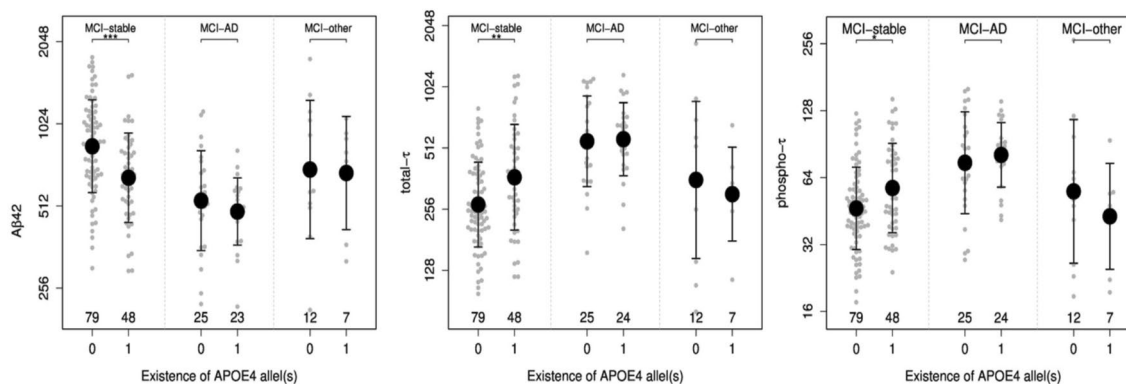 MCI-stable MCI-AD MCI-other
***
2048
1024
512
256
Aβ42
79 48 25 23 12 7
0 1 0 1 0 1
Existence of APOE4 allel(s)
MCI-stable MCI-AD MCI-other
**
2048
1024
512
256
128
total-τ
79 48 25 24 12 7
0 1 0 1 0 1
Existence of APOE4 allel(s)
MCI-stable MCI-AD MCI-other
*
256
128
64
32
16
phospho-τ
79 48 25 24 12 7
0 1 0 1 0 1
Existence of APOE4 allel(s)